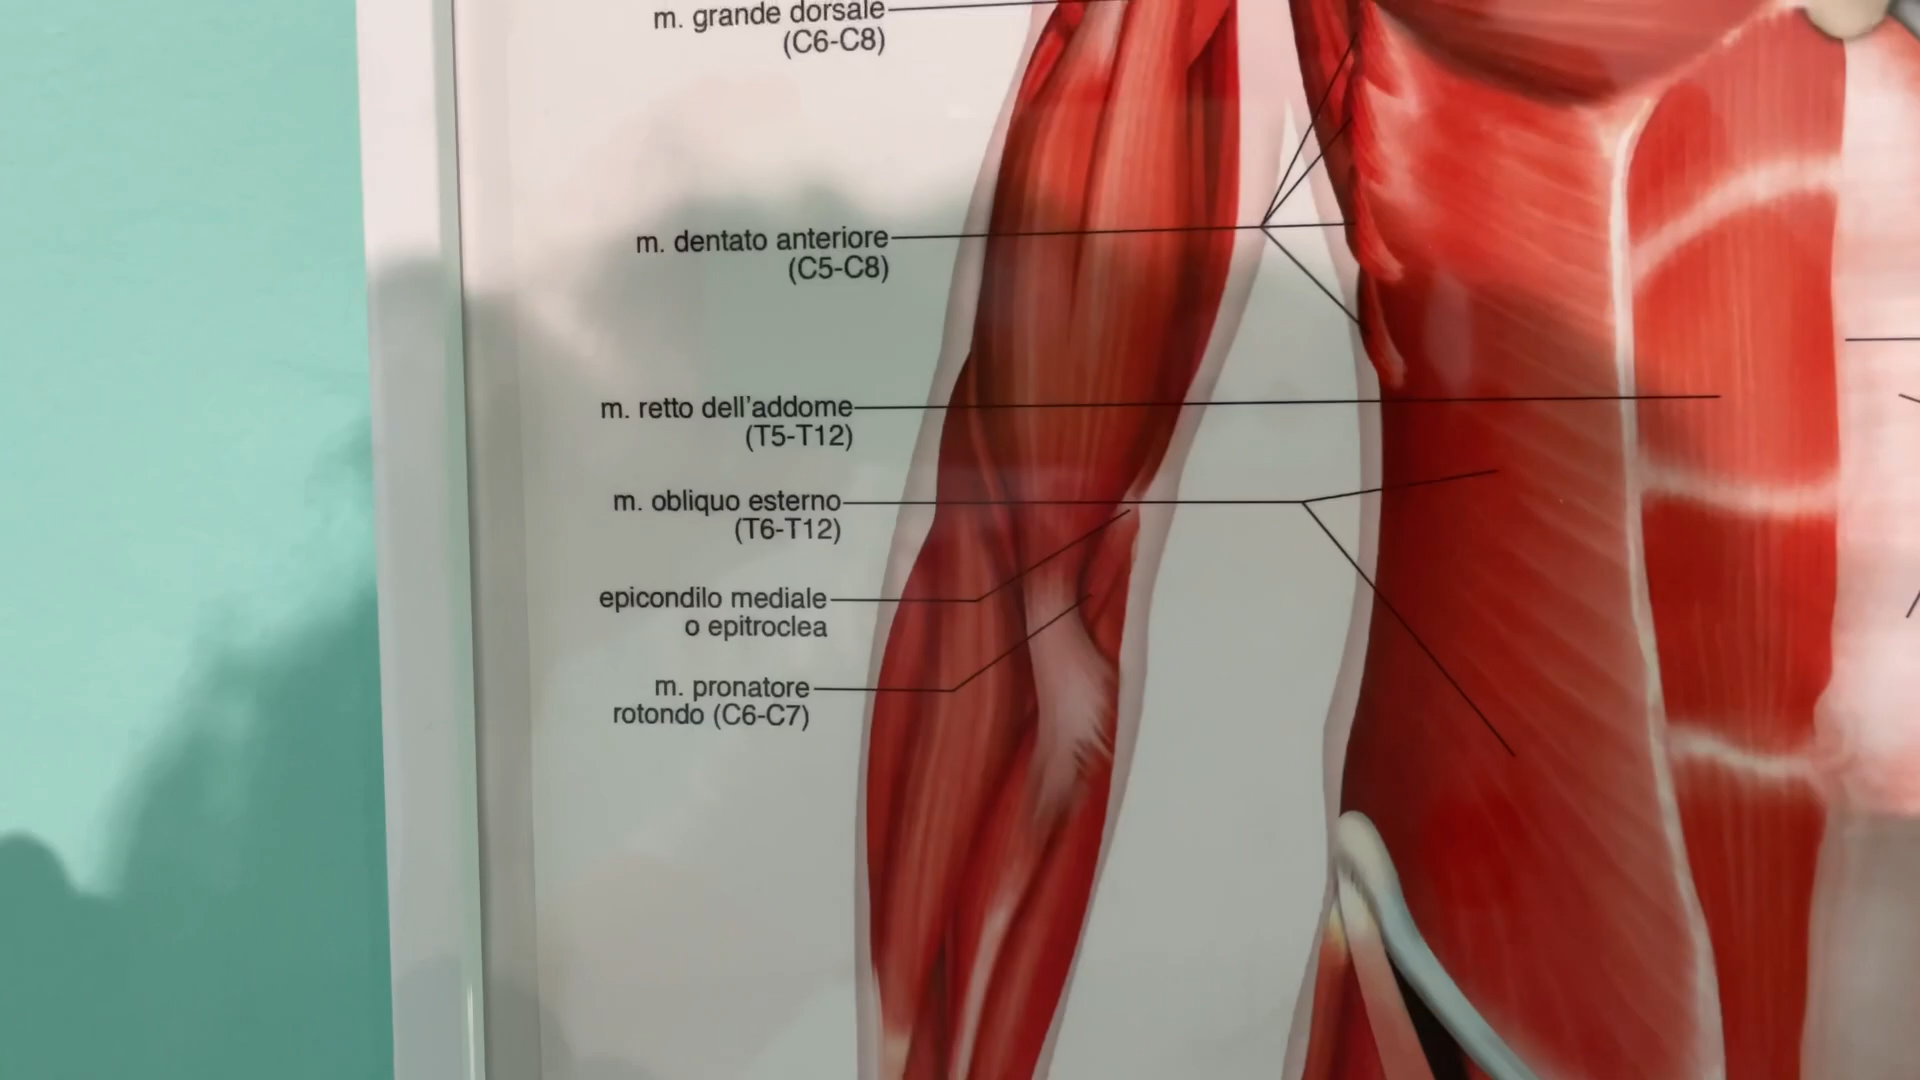 m. grande dorsale
(C6-C8)
m. dentato anteriore
(C5-C8)
m. retto dell'addome
(T5-T12)
m. obliquo esterno
(T6-T12)
epicondilo mediale
o epitroclea
m. pronatore
rotondo (C6-C7)